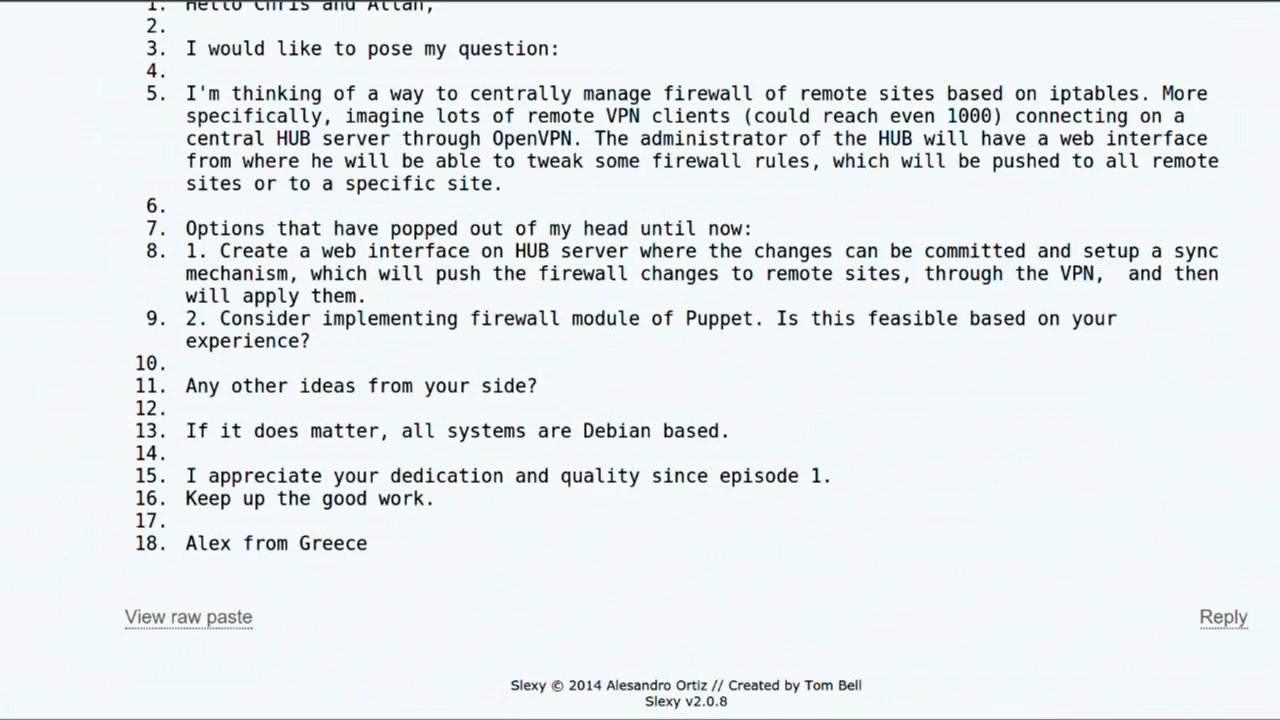 1. Hello Chris and Allan,
2.
3. I would like to pose my question:
4.
5. I'm thinking of a way to centrally manage firewall of remote sites based on iptables. More
specifically, imagine lots of remote VPN clients (could reach even 1000) connecting on a
central HUB server through OpenVPN. The administrator of the HUB will have a web interface
from where he will be able to tweak some firewall rules, which will be pushed to all remote
sites or to a specific site.
6.
7. Options that have popped out of my head until now:
8. 1. Create a web interface on HUB server where the changes can be committed and setup a sync
mechanism, which will push the firewall changes to remote sites, through the VPN,  and then
will apply them.
9. 2. Consider implementing firewall module of Puppet. Is this feasible based on your
experience?
10.
11. Any other ideas from your side?
12.
13. If it does matter, all systems are Debian based.
14.
15. I appreciate your dedication and quality since episode 1.
16. Keep up the good work.
17.
18. Alex from Greece
View raw paste
Reply
Slexy © 2014 Alesandro Ortiz // Created by Tom Bell
Slexy v2.0.8